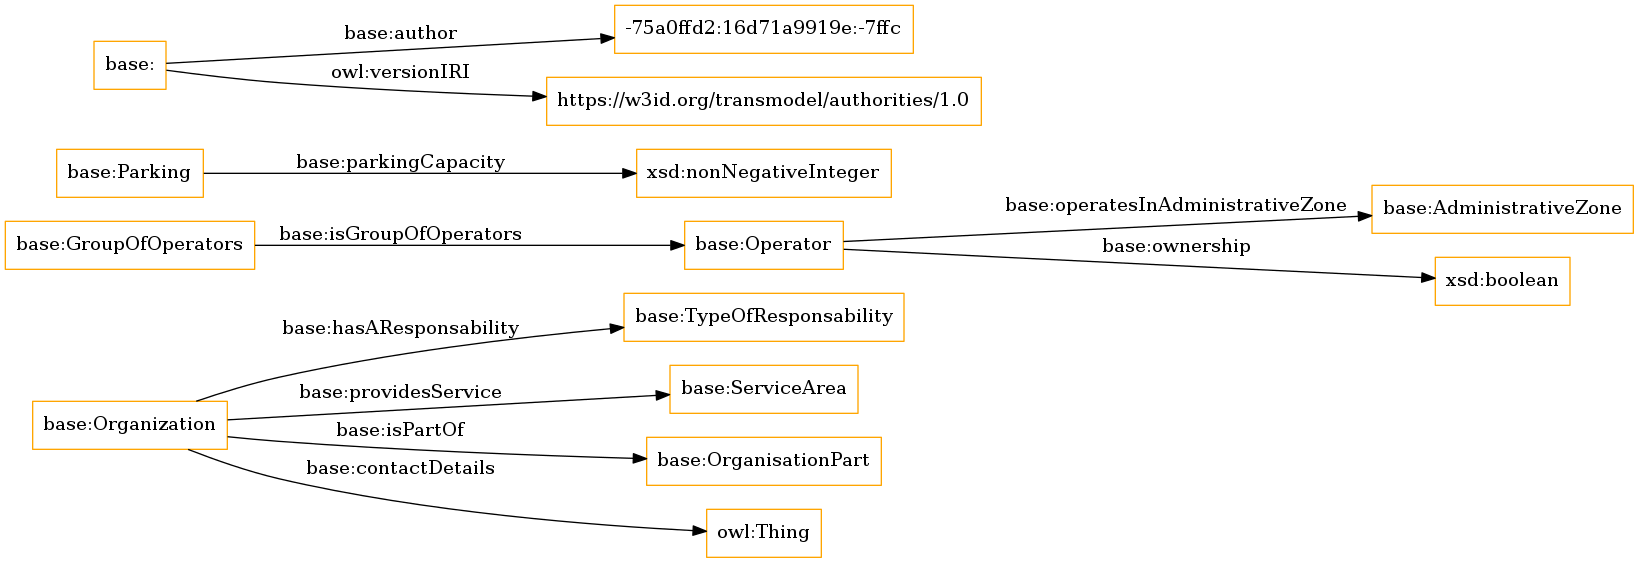 base:author
-75a0ffd2:16d71a9919e:-7ffc
base:
owl:versionIRI
https://w3id.org/transmodel/authorities/1.0
base:Parking
base:parkingCapacity
xsd:nonNegativeInteger
base:GroupOfOperators
base:isGroupOfOperators
base:Operator
base:operatesInAdministrativeZone
base:AdministrativeZone
base:ownership
xsd:boolean
base:Organization
base:hasAResponsability
base:TypeOfResponsability
base:providesService
base:ServiceArea
base:isPartOf
base:OrganisationPart
base:contactDetails
owl:Thing